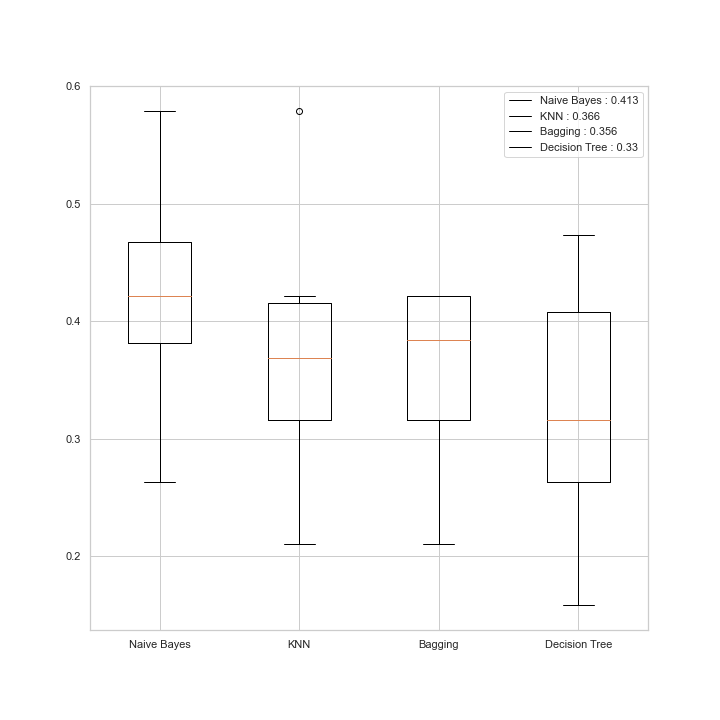 0.6
0.5
0.4
0.3
0.2
Naive Bayes : 0.413
KNN : 0.366
Bagging : 0.356
Decision Tree : 0.33
Naive Bayes
KNN
Bagging
Decision Tree